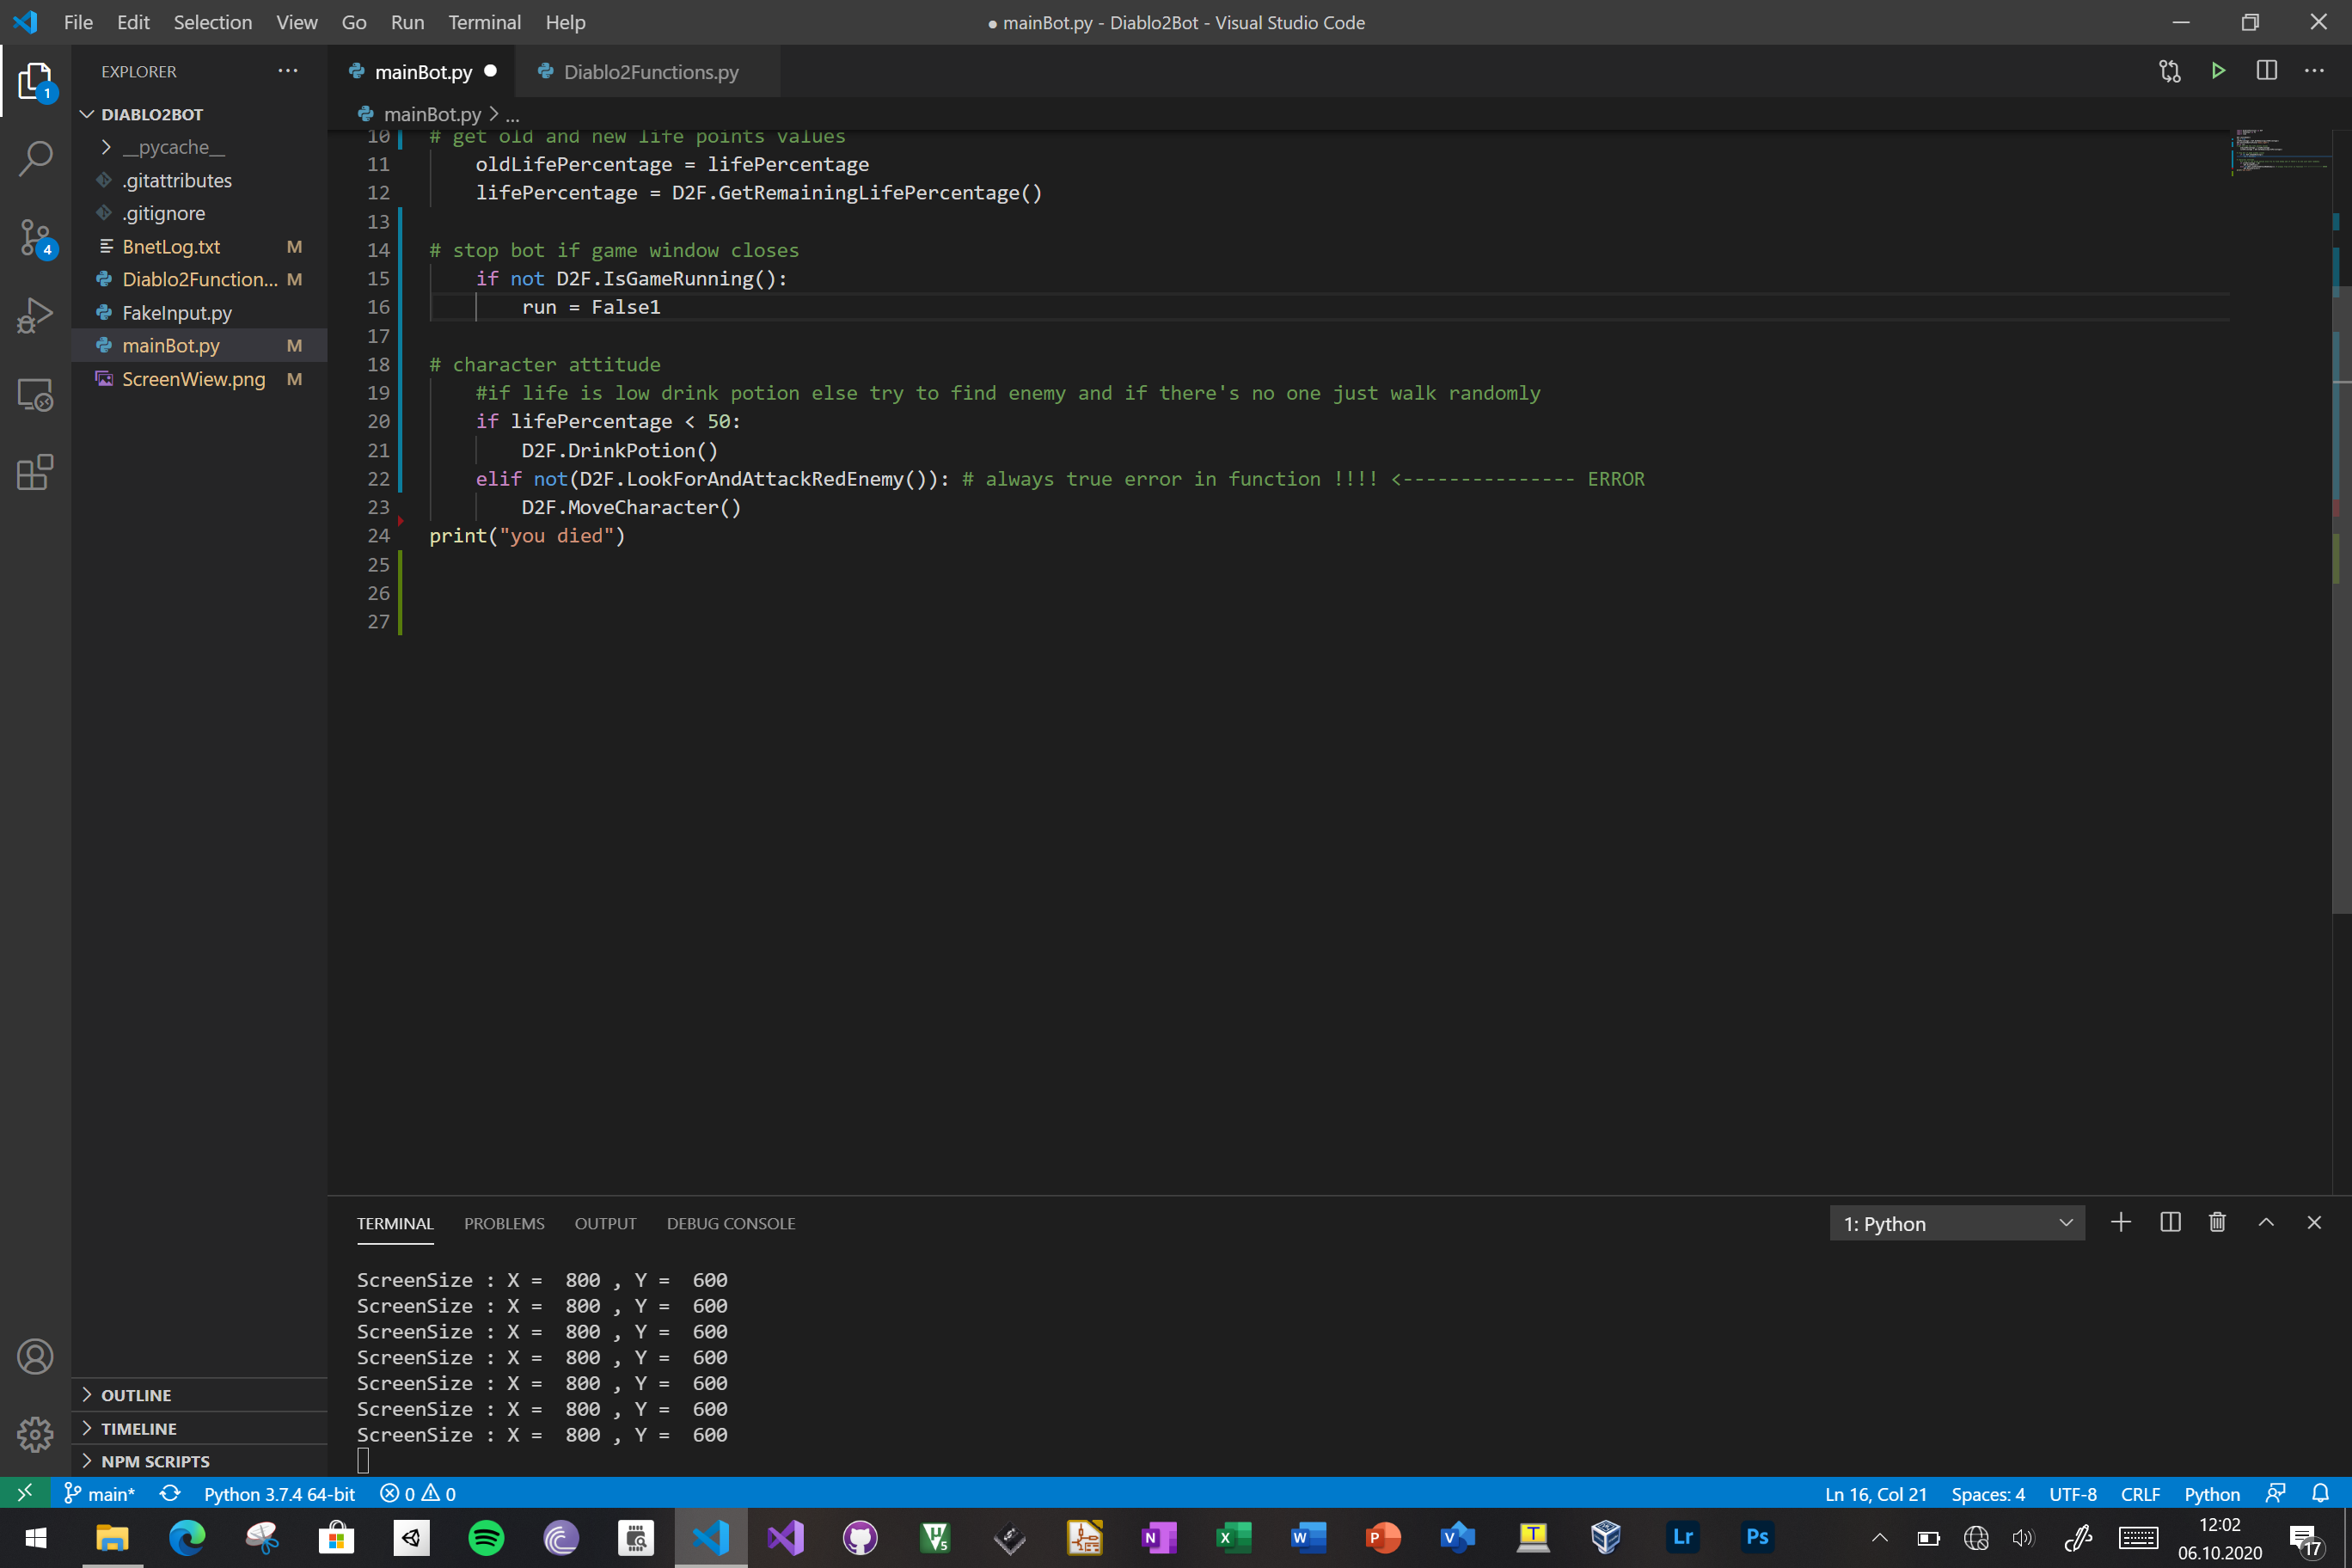 File Edit Selection View Go Run Terminal Help
● mainBot.py - Diablo2Bot - Visual Studio Code
EXPLORER
1
4
DIABLO2BOT
__pycache__
.gitattributes
.gitignore
BnetLog.txt M
Diablo2Function... M
FakeInput.py
mainBot.py M
ScreenWiew.png M
OUTLINE
TIMELINE
NPM SCRIPTS
mainBot.py Diablo2Functions.py
mainBot.py > ...
10 # get old and new life points values
11 oldLifePercentage = lifePercentage
12 lifePercentage = D2F.GetRemainingLifePercentage()
13
14 # stop bot if game window closes
15 if not D2F.IsGameRunning():
16 run = False1
17
18 # character attitude
19 #if life is low drink potion else try to find enemy and if there's no one just walk randomly
20 if lifePercentage < 50:
21 D2F.DrinkPotion()
22 elif not(D2F.LookForAndAttackRedEnemy()): # always true error in function !!!! <--------------- ERROR
23 D2F.MoveCharacter()
24 print("you died")
25
26
27
TERMINAL PROBLEMS OUTPUT DEBUG CONSOLE
1: Python
ScreenSize : X =  800 , Y =  600
ScreenSize : X =  800 , Y =  600
ScreenSize : X =  800 , Y =  600
ScreenSize : X =  800 , Y =  600
ScreenSize : X =  800 , Y =  600
ScreenSize : X =  800 , Y =  600
ScreenSize : X =  800 , Y =  600
main* Python 3.7.4 64-bit 0 0 Ln 16, Col 21 Spaces: 4 UTF-8 CRLF Python
N X W P V T Lr Ps
12:02
06.10.2020
17